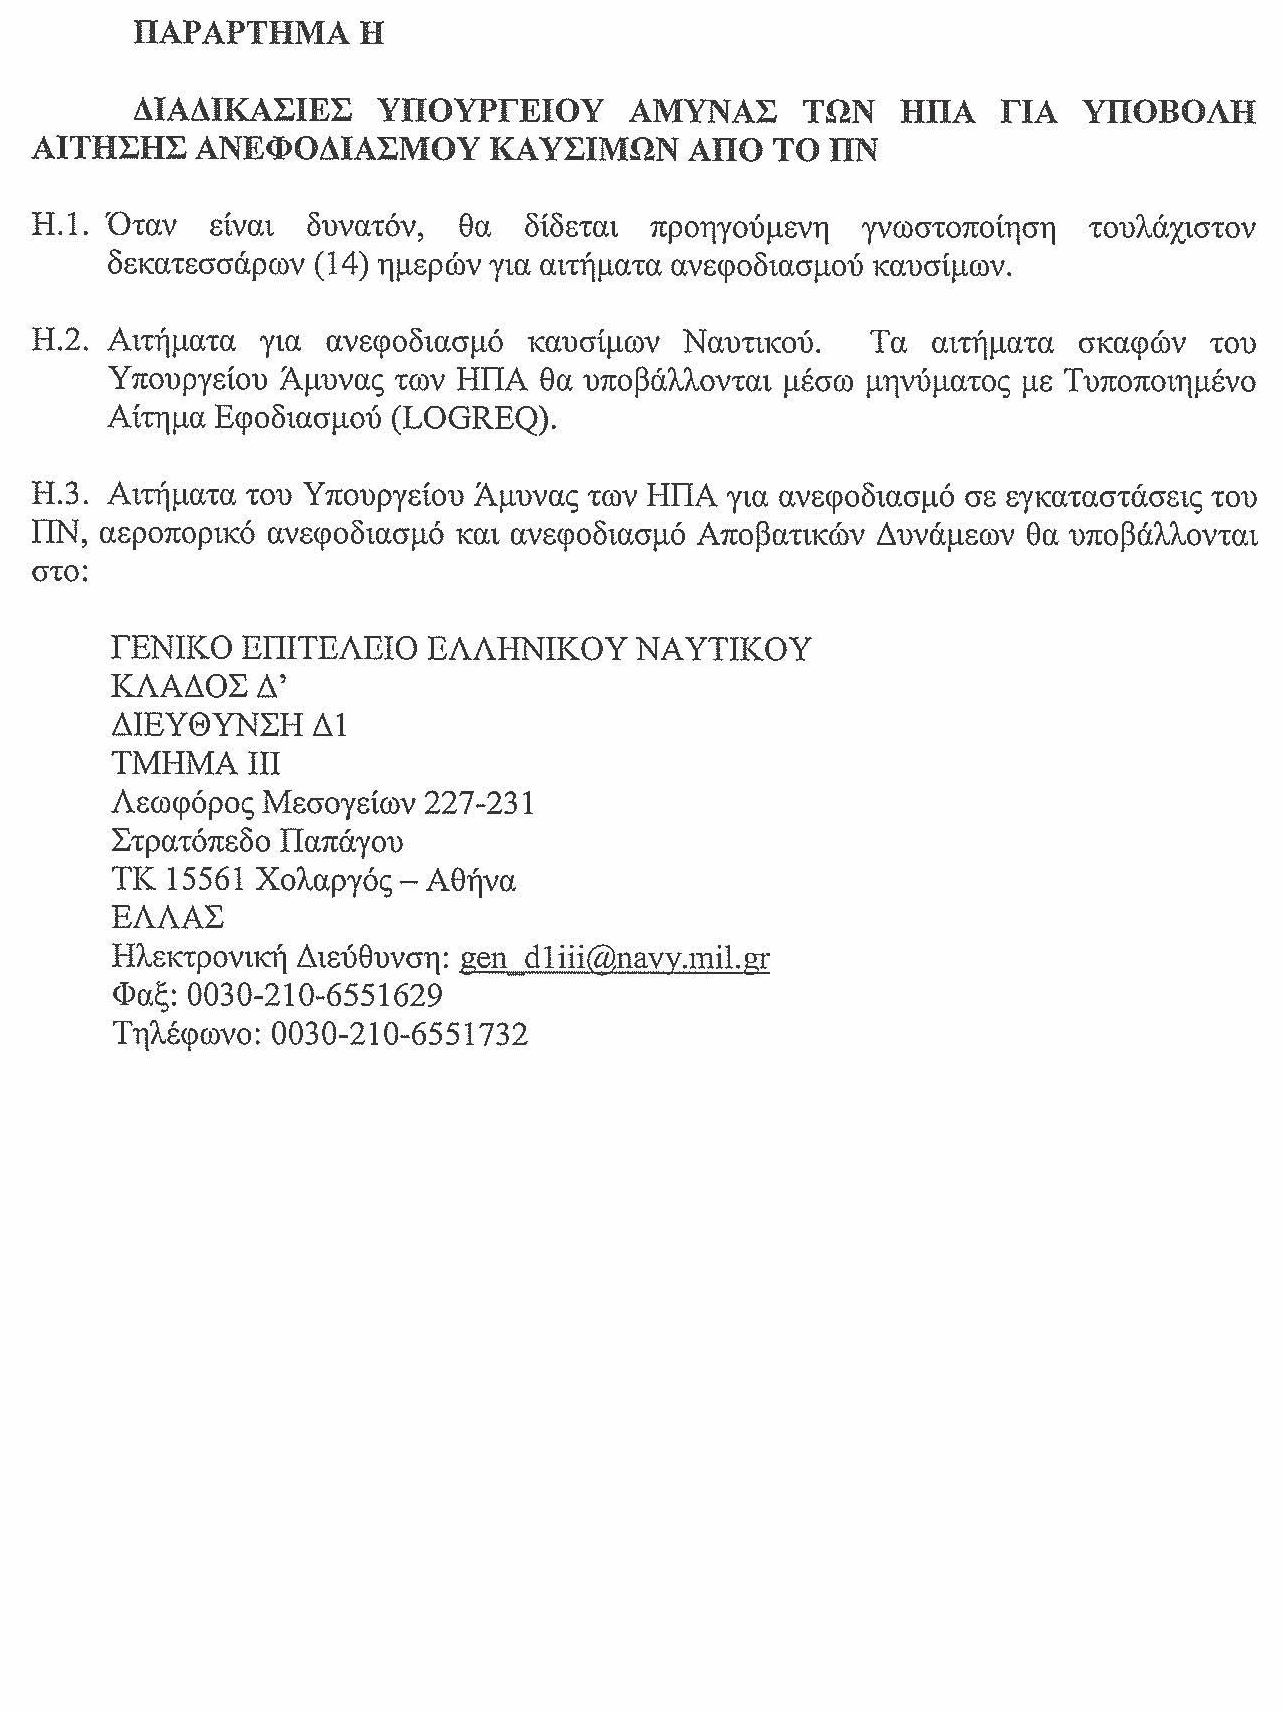 ΠΑΡΑΡΤΗΜΑ Η
ΔΙΑΔΙΚΑΣΙΕΣ ΥΠΟΥΡΓΕΙΟΥ ΑΜΥΝΑΣ ΤΩΝ ΗΠΑ ΓΙΑ ΥΠΟΒΟΛΗ
ΑΙΤΗΣΗΣ ΑΝΕΦΟΔΙΑΣΜΟΥ ΚΑΥΣΙΜΩΝ ΑΠΟ ΤΟ ΠΝ
Η.1. Όταν είναι δυνατόν, θα δίδεται προηγούμενη γνωστοποίηση τουλάχιστον
δεκατεσσάρων (14) ημερών για αιτήματα ανεφοδιασμού καυσίμων.
Η.2. Αιτήματα για ανεφοδιασμό καυσίμων Ναυτικού. Τα αιτήματα σκαφών του
Υπουργείου Άμυνας των ΗΠΑ θα υποβάλλονται μέσω μηνύματος με Τυποποιημένο
Αίτημα Εφοδιασμού (LOGREQ).
Η.3. Αιτήματα του Υπουργείου Άμυνας των ΗΠΑ για ανεφοδιασμό σε εγκαταστάσεις του
ΠΝ, αεροπορικό ανεφοδιασμό και ανεφοδιασμό Αποβατικών Δυνάμεων θα υποβάλλονται
στο:
ΓΕΝΙΚΟ ΕΠΙΤΕΛΕΙΟ ΕΛΛΗΝΙΚΟΥ ΝΑΥΤΙΚΟΥ
ΚΛΑΔΟΣ Δ’
ΔΙΕΥΘΥΝΣΗ Δ1
ΤΜΗΜΑ ΙΙΙ
Λεωφόρος Μεσογείων 227-231
Στρατόπεδο Παπάγου
ΤΚ 15561 Χολαργός – Αθήνα
ΕΛΛΑΣ
Ηλεκτρονική Διεύθυνση: gen_d1iii@navy.mil.gr
Φαξ: 0030-210-6551629
Τηλέφωνο: 0030-210-6551732